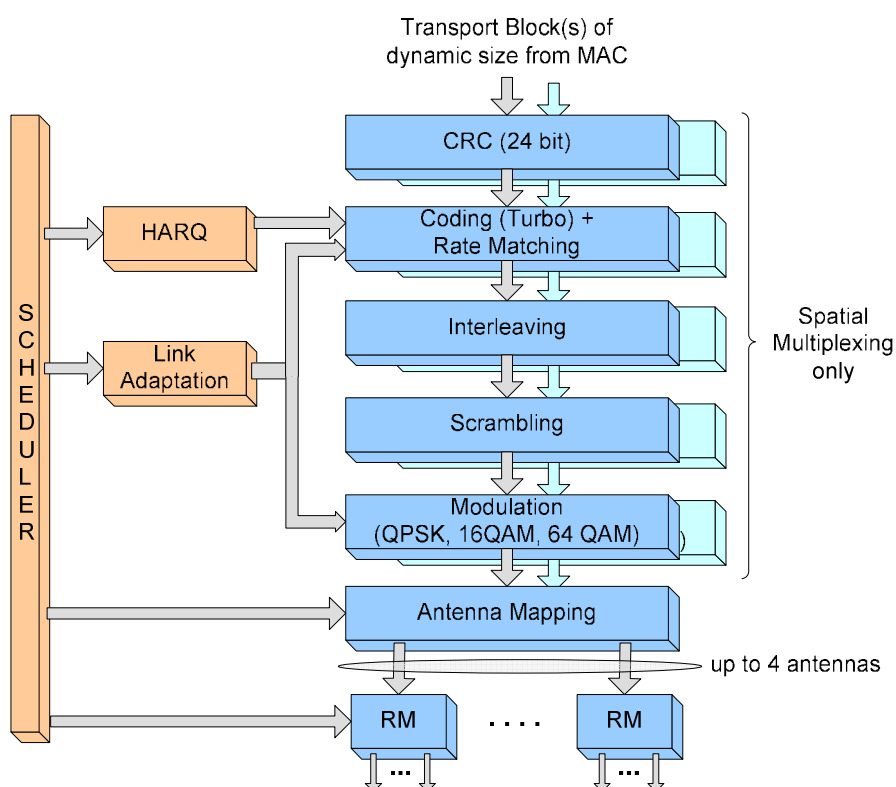 Transport Block(s) of
dynamic size from MAC
CRC (24 bit)
HARQ
Coding (Turbo) +
Rate Matching
SCHEDULER
Interleaving
Spatial
Multiplexing
only
Link
Adaptation
Scrambling
Modulation
(QPSK, 16QAM, 64 QAM)
)
Antenna Mapping
up to 4 antennas
RM
. . . .
RM
...
...